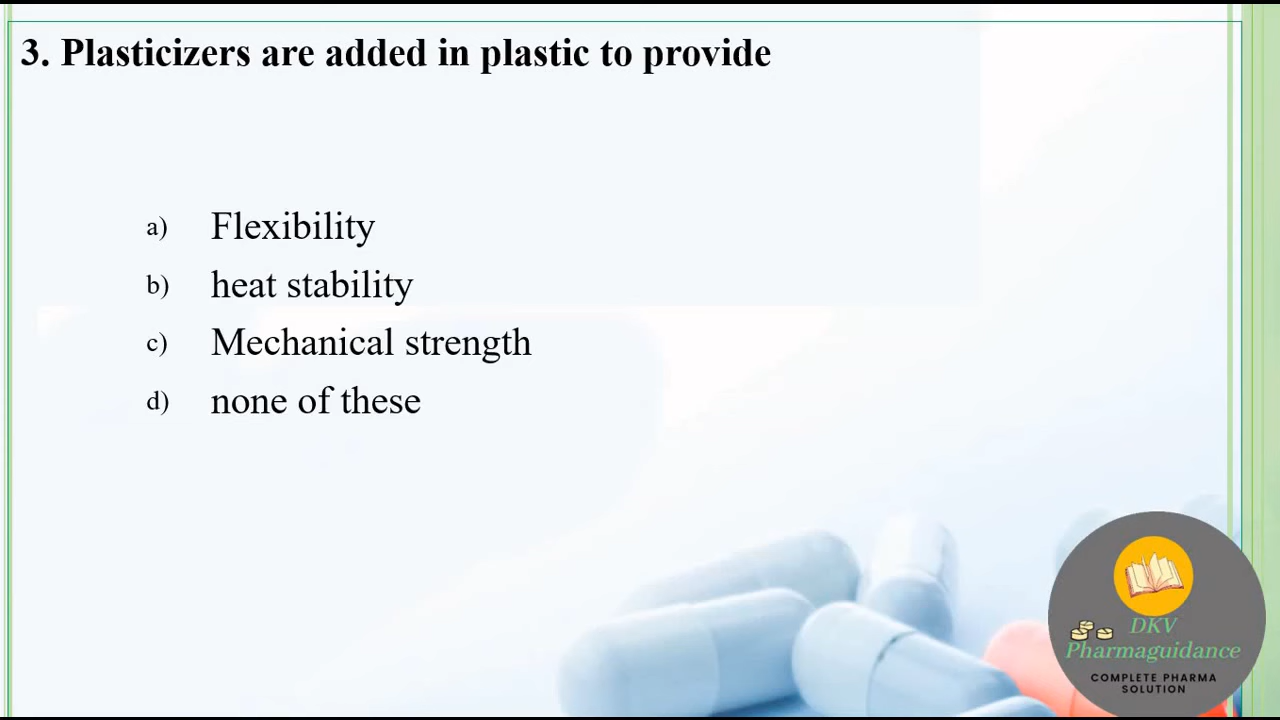 3. Plasticizers are added in plastic to provide
a) Flexibility
b) heat stability
c) Mechanical strength
d) none of these
DKV
Pharmaguidance
COMPLETE PHARMA
SOLUTION